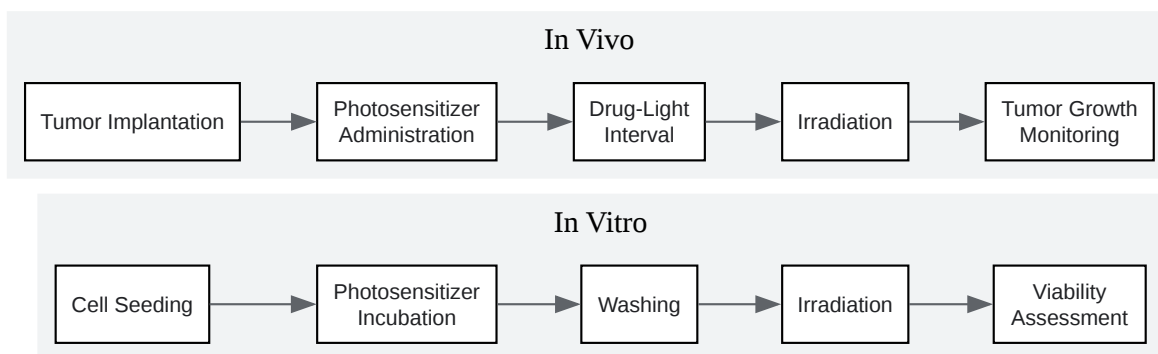 In Vivo
Tumor Implantation
Photosensitizer
Administration
Drug-Light
Interval
Irradiation
Tumor Growth
Monitoring
In Vitro
Cell Seeding
Photosensitizer
Incubation
Washing
Irradiation
Viability
Assessment